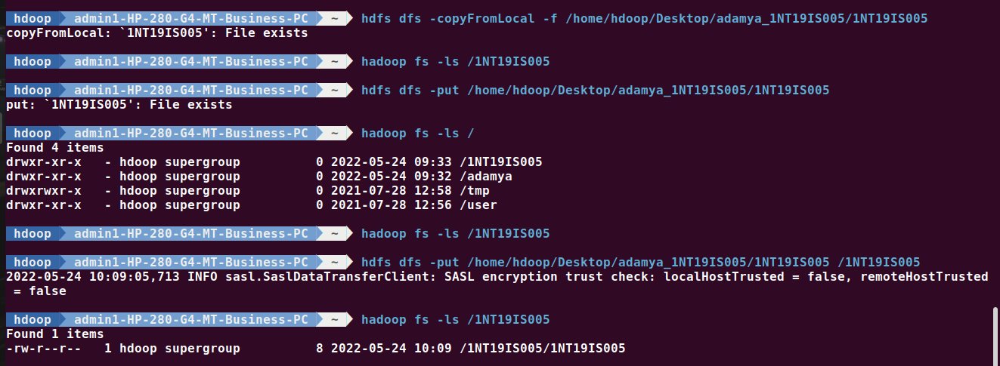 hdoop admin1-HP-280-G4-MT-Business-PC ~ hdfs dfs -copyFromLocal -f /home/hdoop/Desktop/adamya_1NT19IS005/1NT19IS005
copyFromLocal: `1NT19IS005': File exists
hdoop admin1-HP-280-G4-MT-Business-PC ~ hadoop fs -ls /1NT19IS005
hdoop admin1-HP-280-G4-MT-Business-PC ~ hdfs dfs -put /home/hdoop/Desktop/adamya_1NT19IS005/1NT19IS005
put: `1NT19IS005': File exists
hdoop admin1-HP-280-G4-MT-Business-PC ~ hadoop fs -ls /
Found 4 items
drwxr-xr-x   - hdoop supergroup          0 2022-05-24 09:33 /1NT19IS005
drwxr-xr-x   - hdoop supergroup          0 2022-05-24 09:32 /adamya
drwxrwxr-x   - hdoop supergroup          0 2021-07-28 12:58 /tmp
drwxr-xr-x   - hdoop supergroup          0 2021-07-28 12:56 /user
hdoop admin1-HP-280-G4-MT-Business-PC ~ hadoop fs -ls /1NT19IS005
hdoop admin1-HP-280-G4-MT-Business-PC ~ hdfs dfs -put /home/hdoop/Desktop/adamya_1NT19IS005/1NT19IS005 /1NT19IS005
2022-05-24 10:09:05,713 INFO sasl.SaslDataTransferClient: SASL encryption trust check: localHostTrusted = false, remoteHostTrusted
= false
hdoop admin1-HP-280-G4-MT-Business-PC ~ hadoop fs -ls /1NT19IS005
Found 1 items
-rw-r--r--   1 hdoop supergroup          8 2022-05-24 10:09 /1NT19IS005/1NT19IS005